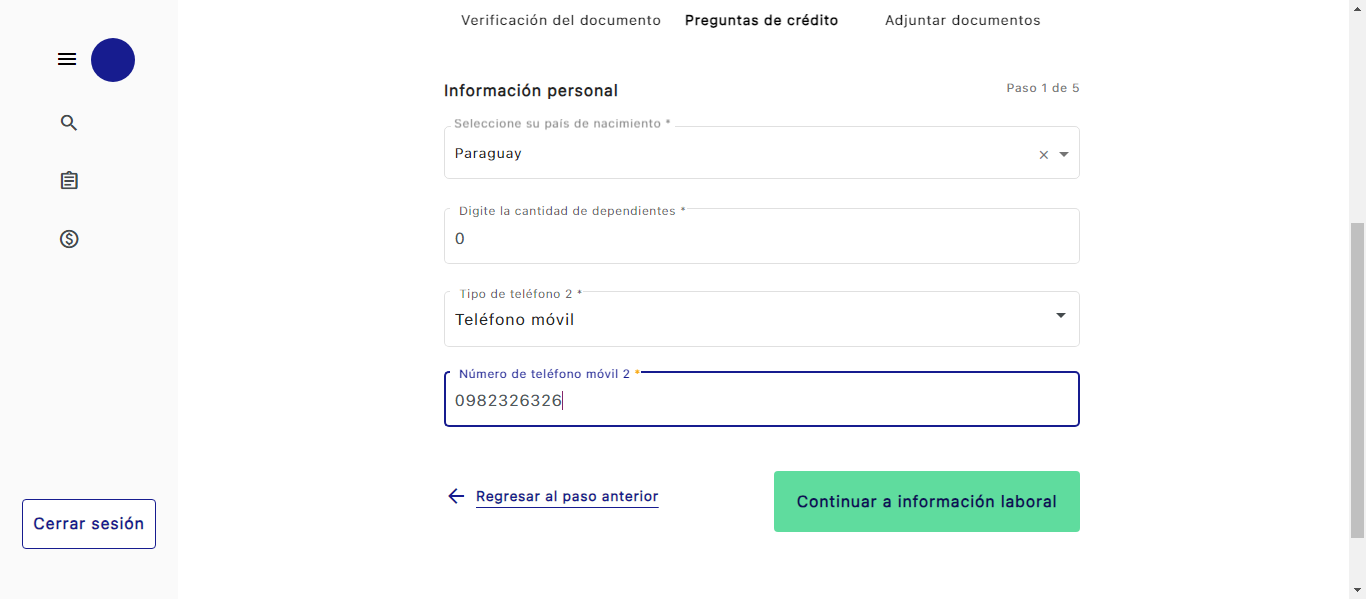 Verificación del documento Preguntas de crédito Adjuntar documentos
Información personal Paso 1 de 5
Seleccione su país de nacimiento *
Paraguay
Digite la cantidad de dependientes *
0
Tipo de teléfono 2 *
Teléfono móvil
Número de teléfono móvil 2 *
0982326326
Regresar al paso anterior Continuar a información laboral
Cerrar sesión